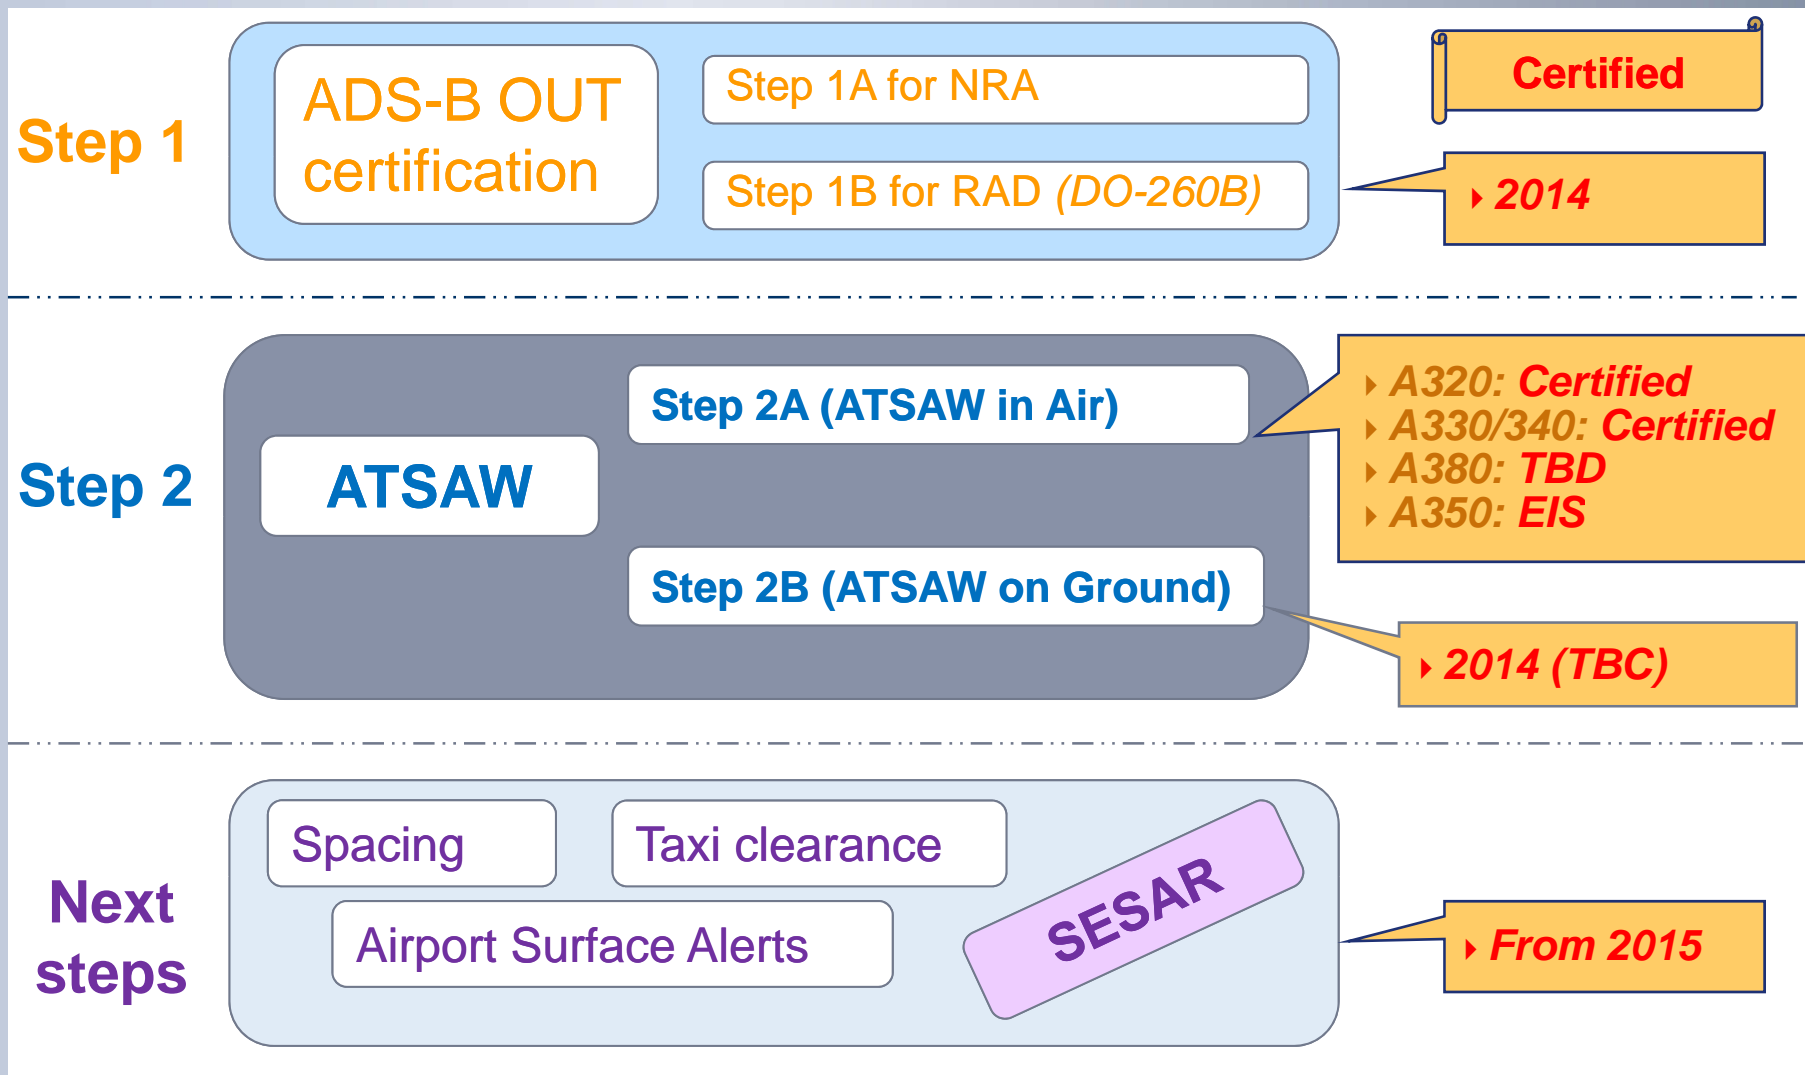 Step 1
ADS-B OUT
certification
Step 1A for NRA
Step 1B for RAD (DO-260B)
Certified
2014
Step 2
ATSAW
Step 2A (ATSAW in Air)
Step 2B (ATSAW on Ground)
A320: Certified
A330/340: Certified
A380: TBD
A350: EIS
2014 (TBC)
Next
steps
Spacing
Taxi clearance
Airport Surface Alerts
SESAR
From 2015